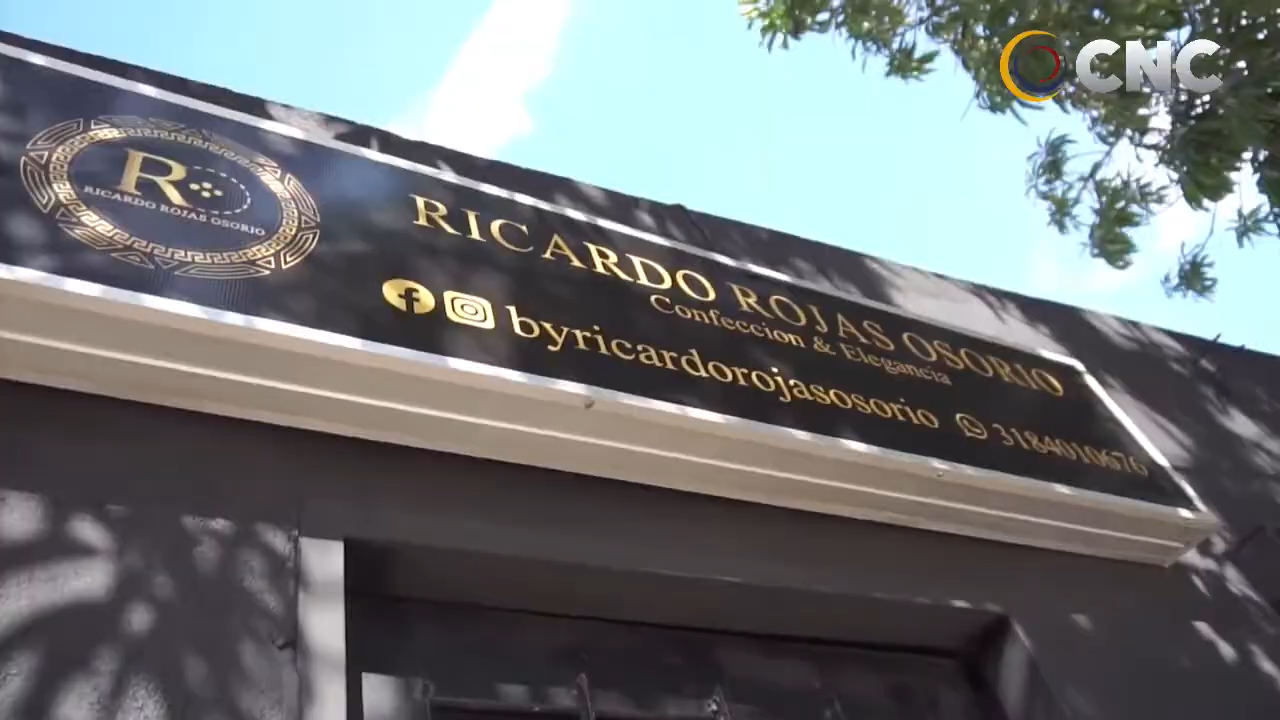 CNC
R
RICARDO ROJAS OSORIO
RICARDO ROJAS OSORIO
Confeccion & Elegancia
byricardorojasosorio 3184010676